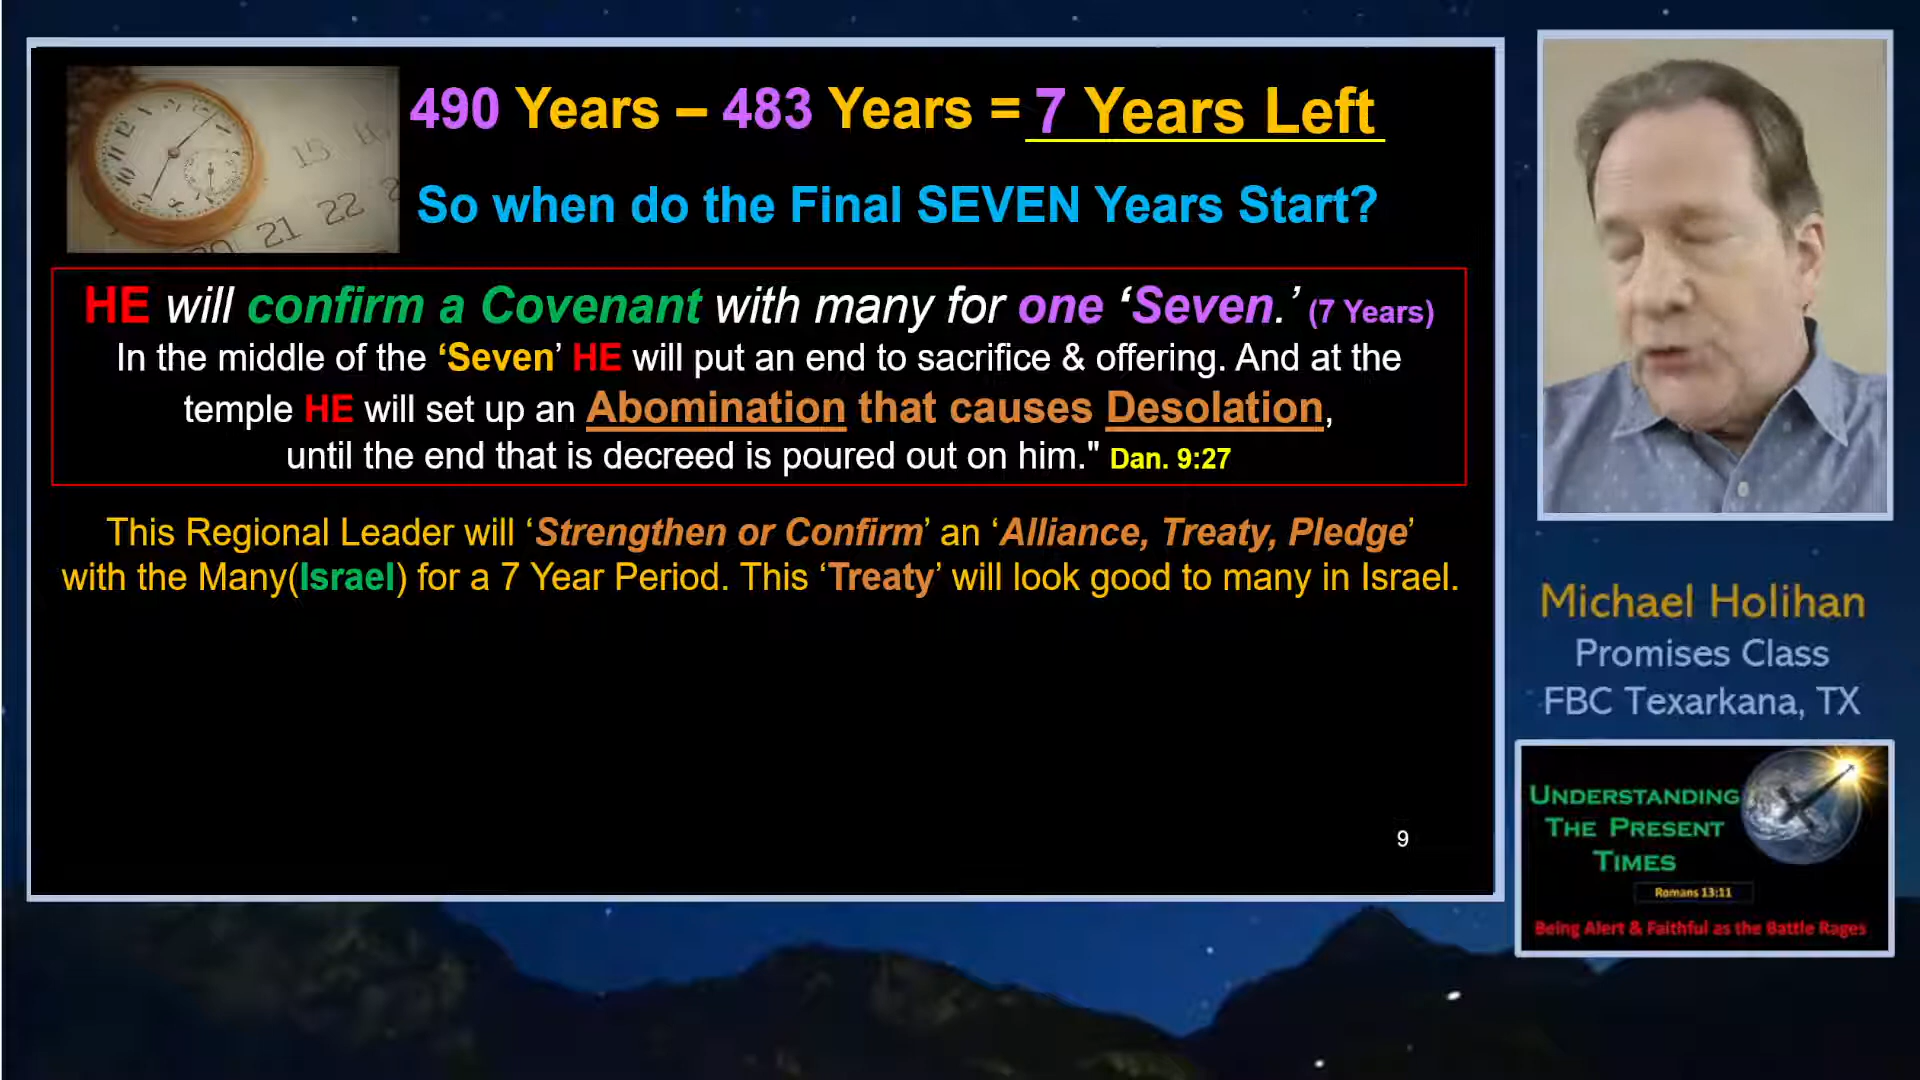 490 Years – 483 Years = 7 Years Left
So when do the Final SEVEN Years Start?
HE will confirm a Covenant with many for one ‘Seven.’ (7 Years)
In the middle of the ‘Seven’ HE will put an end to sacrifice & offering. And at the
temple HE will set up an Abomination that causes Desolation,
until the end that is decreed is poured out on him." Dan. 9:27
This Regional Leader will ‘Strengthen or Confirm’ an ‘Alliance, Treaty, Pledge’
with the Many(Israel) for a 7 Year Period. This ‘Treaty’ will look good to many in Israel.
9
Michael Holihan
Promises Class
FBC Texarkana, TX
UNDERSTANDING
THE PRESENT
TIMES
Romans 13:11
Being Alert & Faithful as the Battle Rages
12
11
10
15
21
22